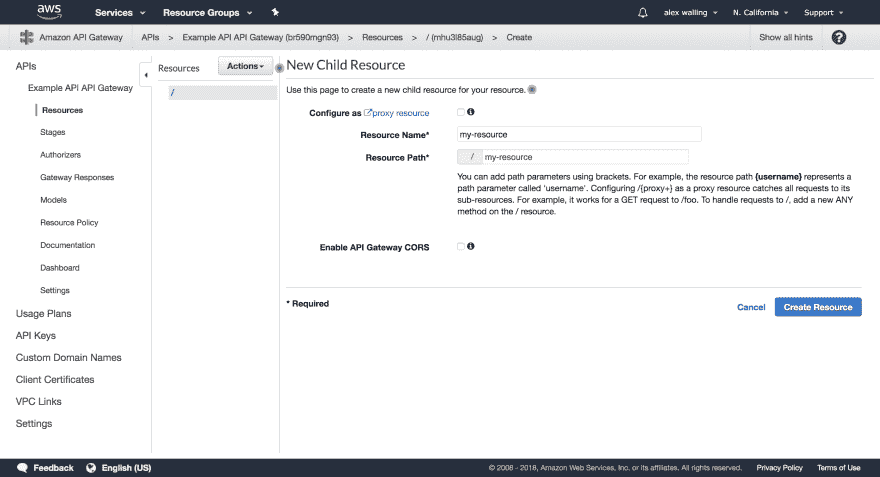 aws Services Resource Groups alex walling N. California Support
Amazon API Gateway APIs > Example API API Gateway (br590mgn93) > Resources > / (mhu3l85aug) > Create Show all hints ?
APIs
Example API API Gateway
Resources
Stages
Authorizers
Gateway Responses
Models
Resource Policy
Documentation
Dashboard
Settings
Usage Plans
API Keys
Custom Domain Names
Client Certificates
VPC Links
Settings
Resources Actions
/
New Child Resource
Use this page to create a new child resource for your resource.
Configure as proxy resource
Resource Name* my-resource
Resource Path* / my-resource
You can add path parameters using brackets. For example, the resource path {username} represents a
path parameter called 'username'. Configuring /{proxy+} as a proxy resource catches all requests to its
sub-resources. For example, it works for a GET request to /foo. To handle requests to /, add a new ANY
method on the / resource.
Enable API Gateway CORS
* Required Cancel Create Resource
Feedback English (US) © 2008 - 2018, Amazon Web Services, Inc. or its affiliates. All rights reserved. Privacy Policy Terms of Use